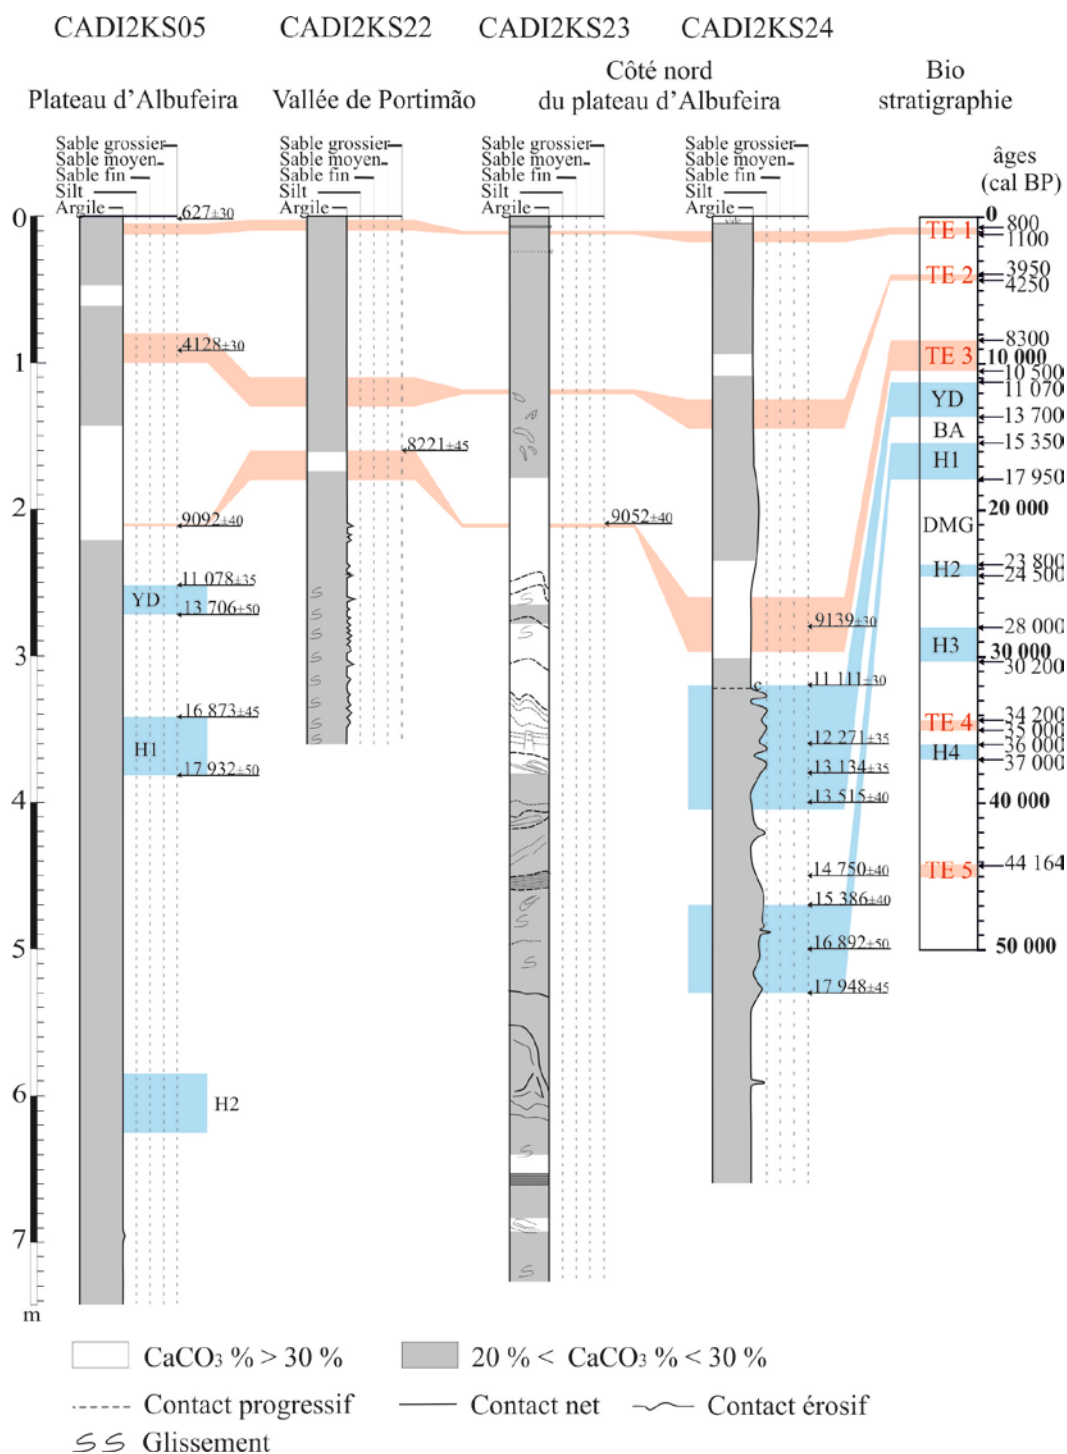 CADI2KS05 CADI2KS22 CADI2KS23 CADI2KS24
Côté nord Bio
Plateau d'Albufeira Vallée de Portimão du plateau d'Albufeira stratigraphie
Sable grossier Sable grossier Sable grossier Sable grossier
Sable moyen Sable moyen Sable moyen Sable moyen âges
Sable fin Sable fin Sable fin Sable fin (cal BP)
Silt Silt Silt Silt
Argile Argile Argile Argile
0 627±30 0
TE 1 800
1100
TE 2 3950
4250
4128±30 8300
1 TE 3 10 000
10 500
YD 11 070
13 700
8221±45 BA
15 350
H1
17 950
2 20 000
9092±40 9052±40 DMG
23 800
11 078±35 H2 24 500
YD
13 706±50
9139±30 28 000
3 H3 30 000
30 200
11 111±30
16 873±45 34 200
TE 4 35 000
H1 12 271±35 H4 36 000
17 932±50 13 134±35 37 000
4 13 515±40 40 000
14 750±40 TE 5 44 164
15 386±40
5 16 892±50 50 000
17 948±45
6 H2
7
m
CaCO₃ % > 30 % 20 % < CaCO₃ % < 30 %
Contact progressif Contact net Contact érosif
Glissement